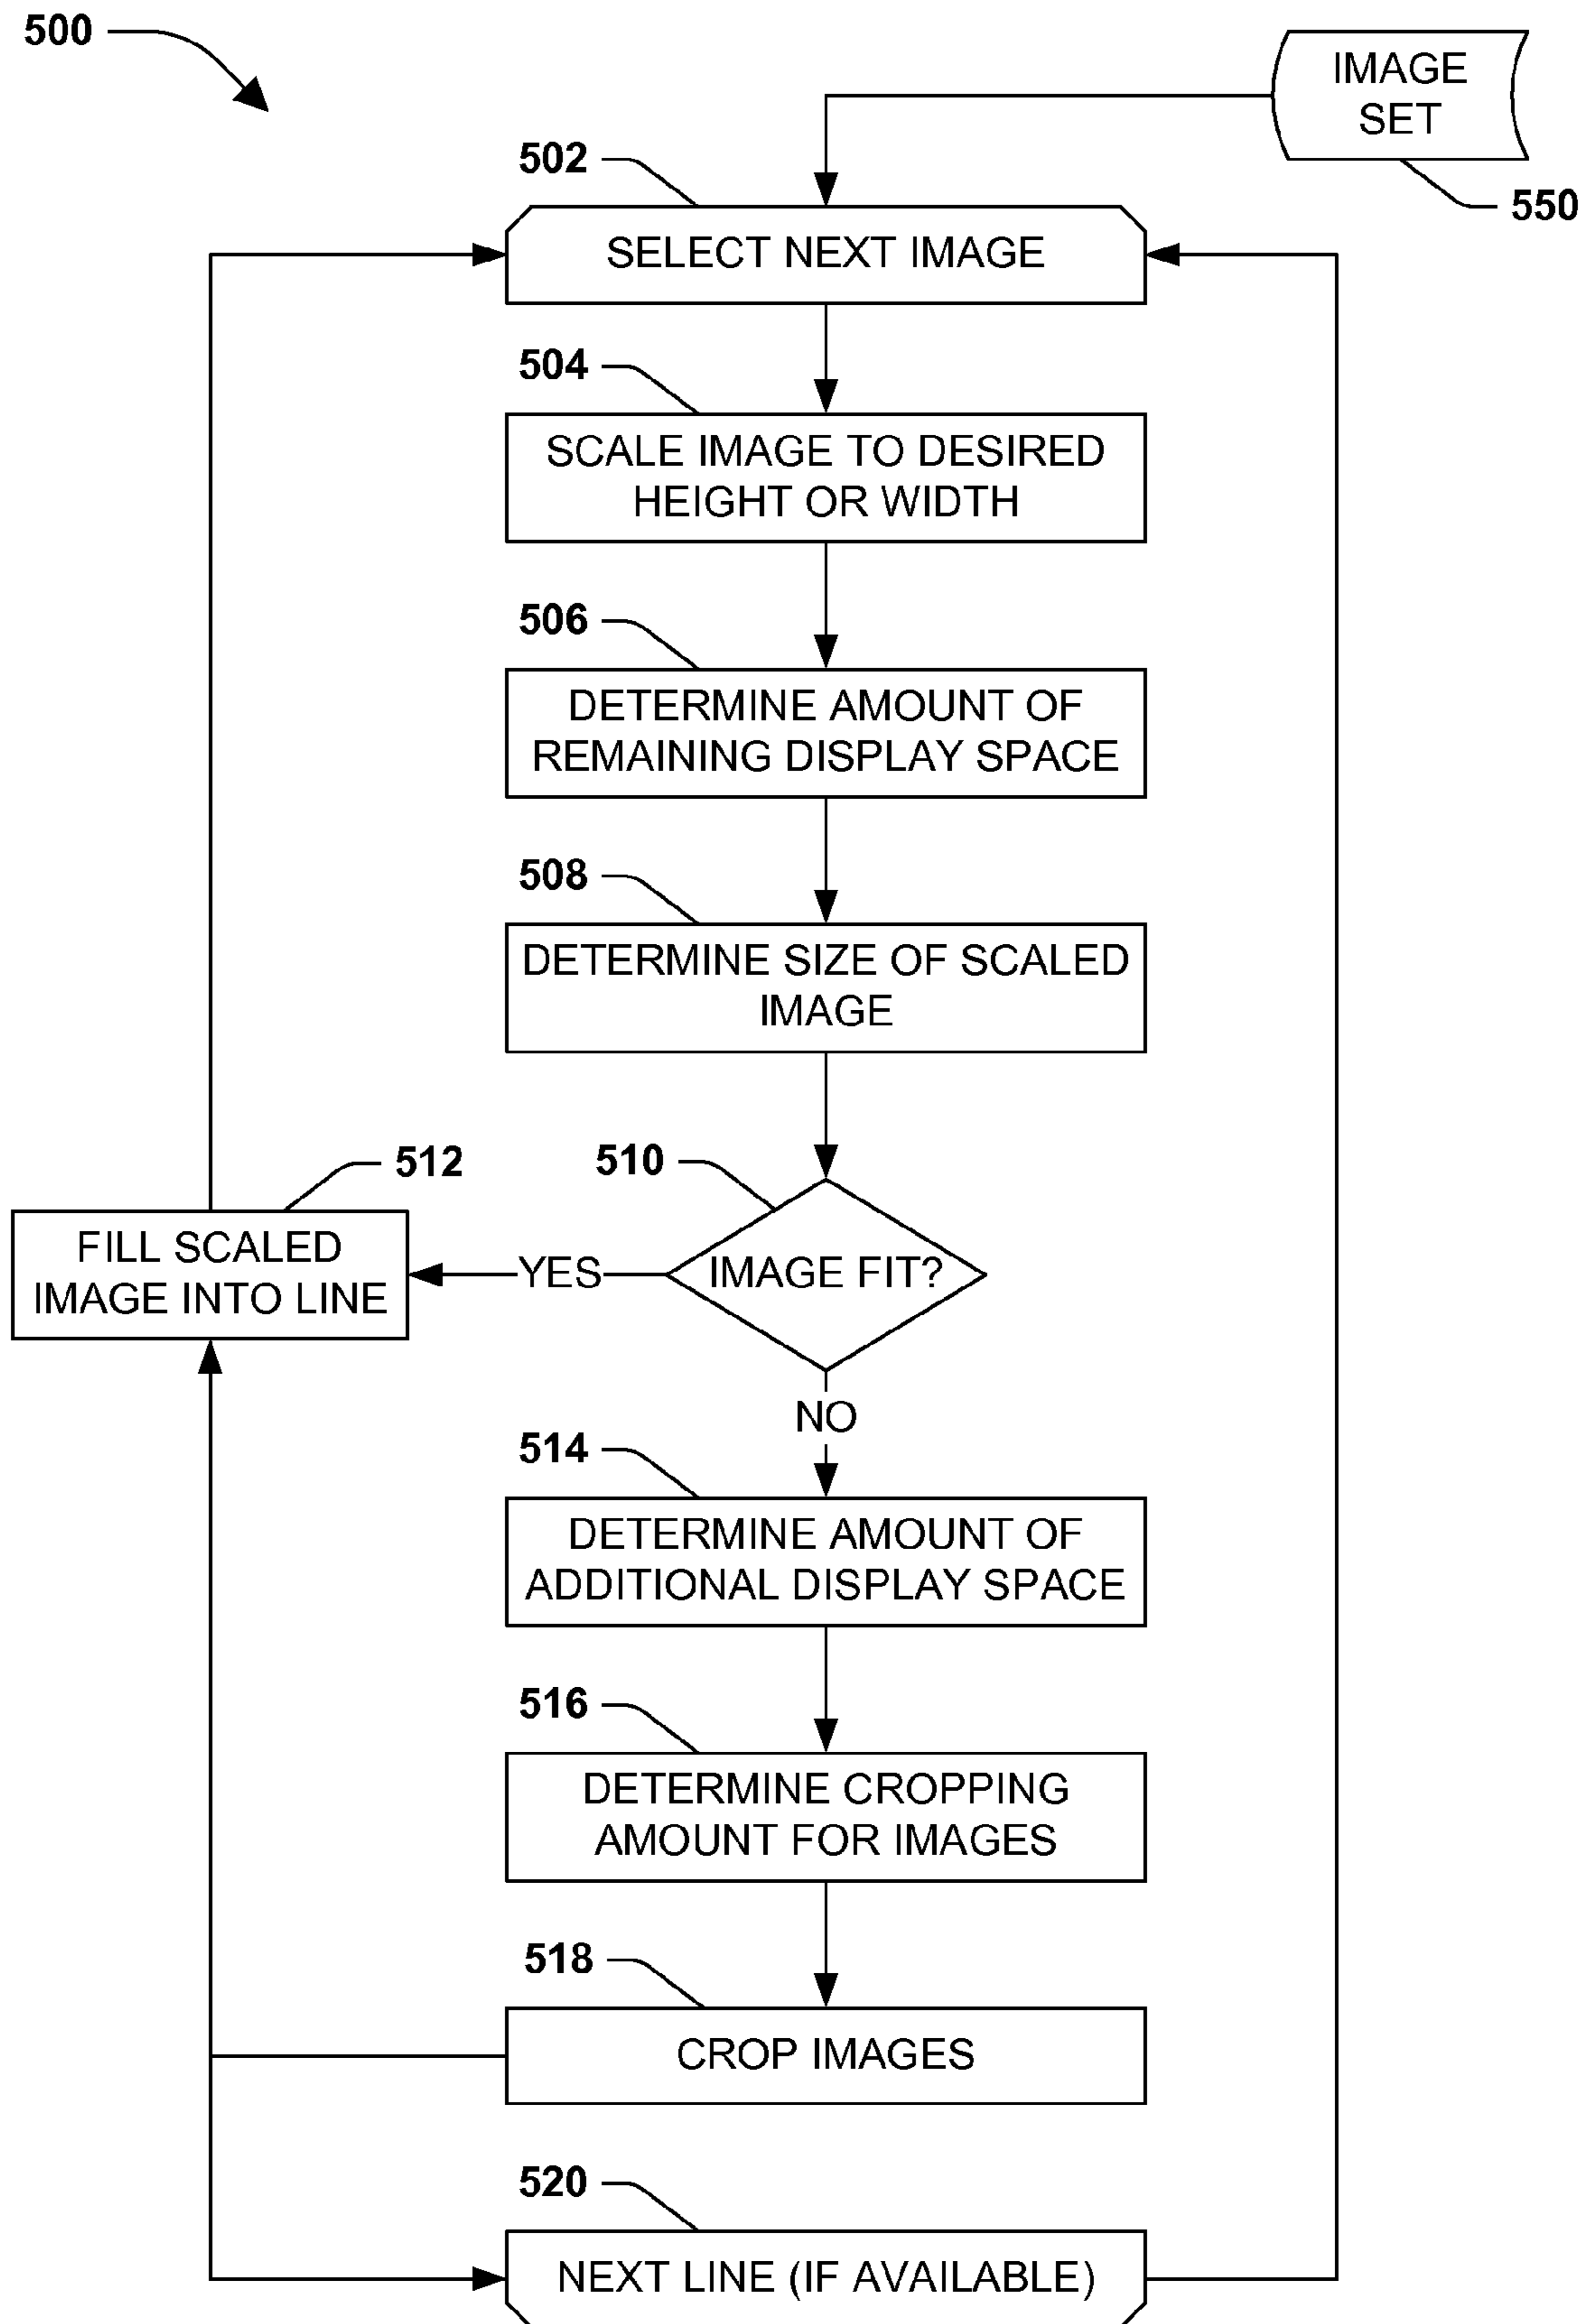 500
IMAGE
SET
550
502
SELECT NEXT IMAGE
504
SCALE IMAGE TO DESIRED
HEIGHT OR WIDTH
506
DETERMINE AMOUNT OF
REMAINING DISPLAY SPACE
508
DETERMINE SIZE OF SCALED
IMAGE
512
510
FILL SCALED
IMAGE INTO LINE
YES
IMAGE FIT?
NO
514
DETERMINE AMOUNT OF
ADDITIONAL DISPLAY SPACE
516
DETERMINE CROPPING
AMOUNT FOR IMAGES
518
CROP IMAGES
520
NEXT LINE (IF AVAILABLE)